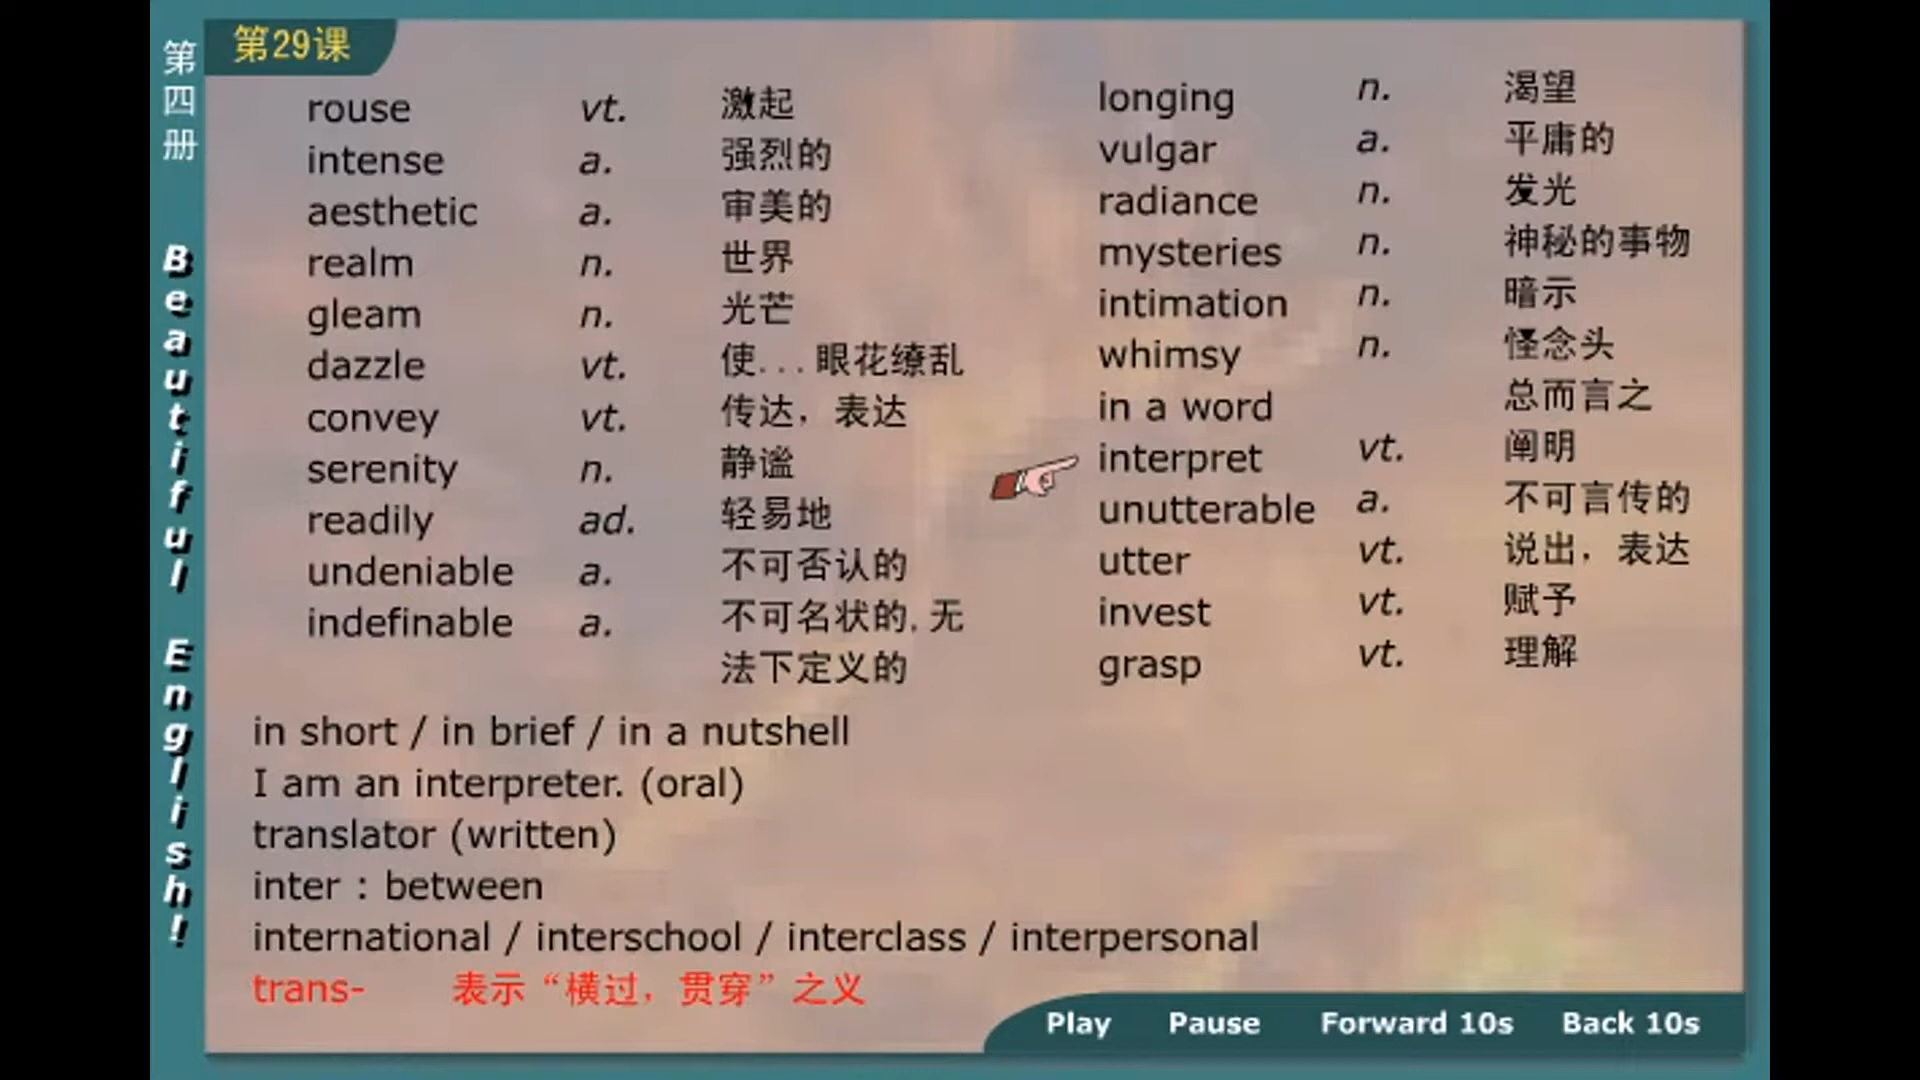 第四册 Beautiful English!
第29课
rouse vt. 激起
intense a. 强烈的
aesthetic a. 审美的
realm n. 世界
gleam n. 光芒
dazzle vt. 使...眼花缭乱
convey vt. 传达，表达
serenity n. 静谧
readily ad. 轻易地
undeniable a. 不可否认的
indefinable a. 不可名状的,无
法下定义的
longing n. 渴望
vulgar a. 平庸的
radiance n. 发光
mysteries n. 神秘的事物
intimation n. 暗示
whimsy n. 怪念头
in a word 总而言之
interpret vt. 阐明
unutterable a. 不可言传的
utter vt. 说出，表达
invest vt. 赋予
grasp vt. 理解
in short / in brief / in a nutshell
I am an interpreter. (oral)
translator (written)
inter : between
international / interschool / interclass / interpersonal
trans- 表示“横过，贯穿”之义
Play Pause Forward 10s Back 10s